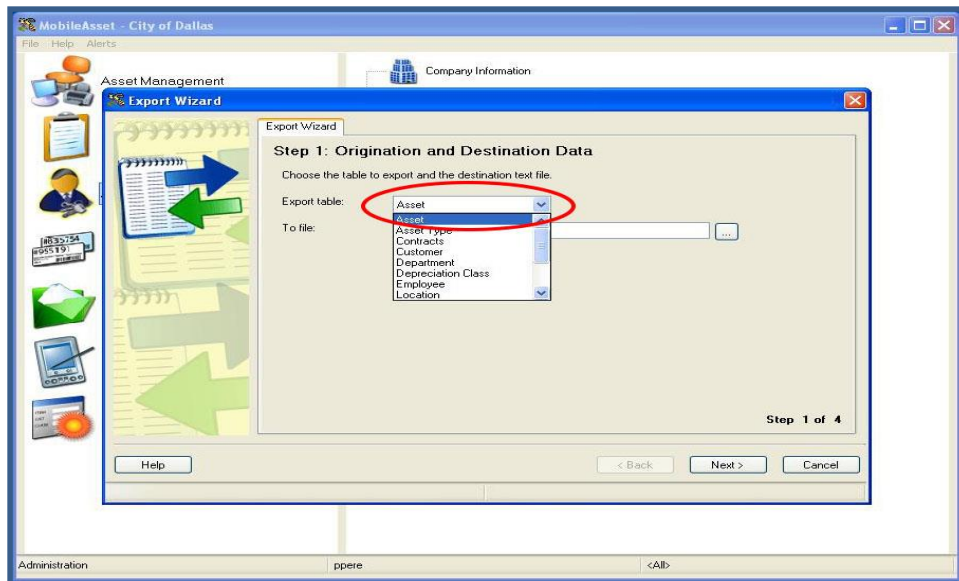 MobileAsset - City of Dallas
File Help Alerts
Asset Management
Company Information
Export Wizard
Export Wizard
Step 1: Origination and Destination Data
Choose the table to export and the destination text file.
Export table:
Asset
To file:
...
Asset
Asset Type
Contracts
Customer
Department
Depreciation Class
Employee
Location
#835754
Step 1 of 4
Help
< Back
Next >
Cancel
Administration
ppere
<All>